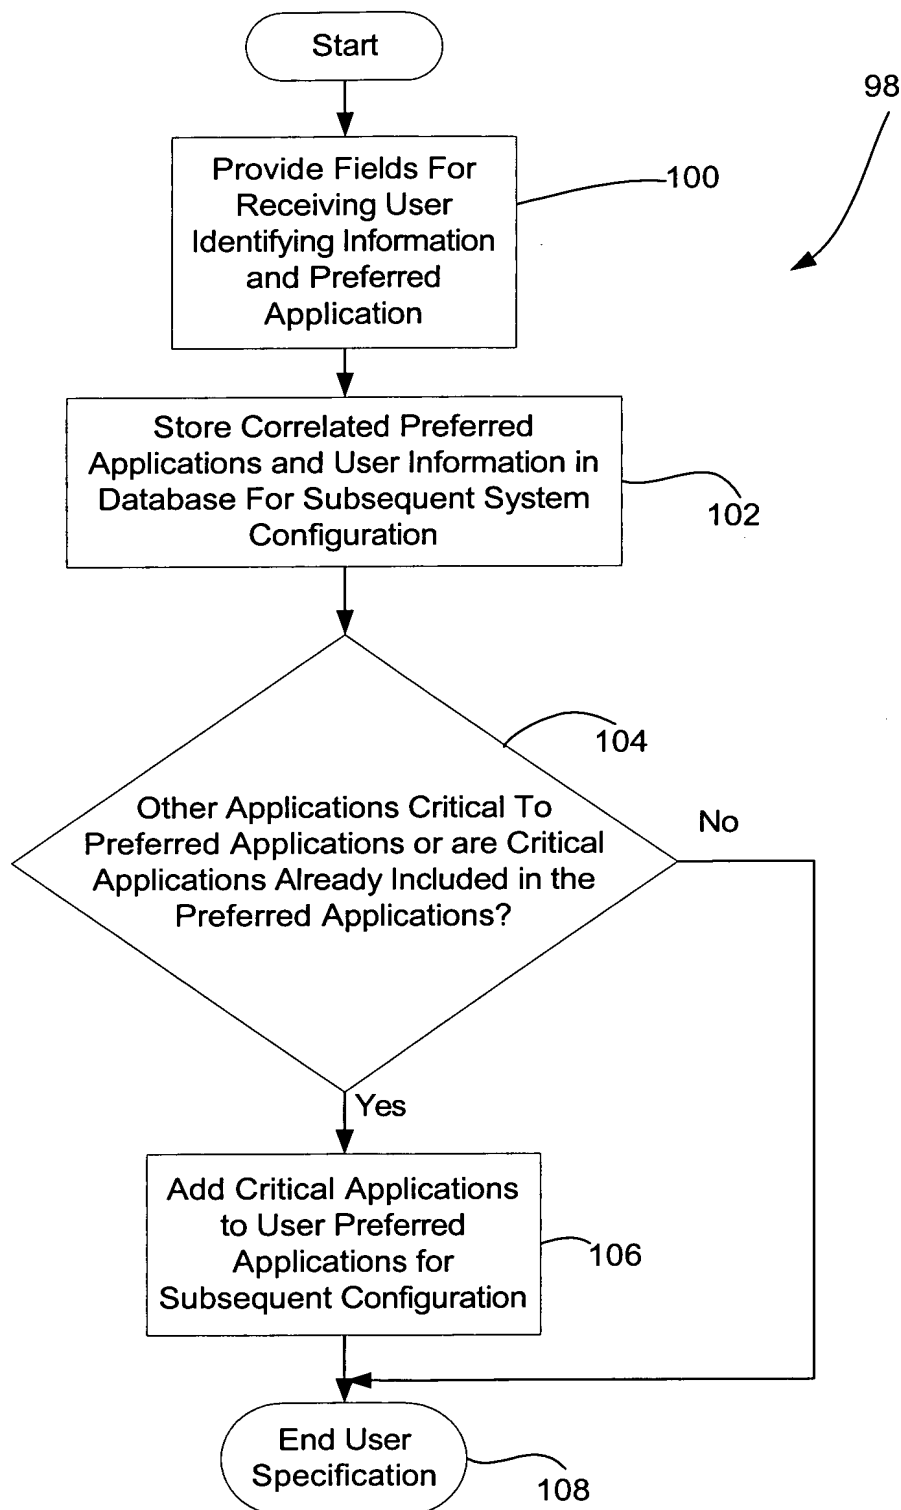 Start
98
Provide Fields For
Receiving User
Identifying Information
and Preferred
Application
100
Store Correlated Preferred
Applications and User Information in
Database For Subsequent System
Configuration
102
104
Other Applications Critical To
Preferred Applications or are Critical
Applications Already Included in the
Preferred Applications?
No
Yes
Add Critical Applications
to User Preferred
Applications for
Subsequent Configuration
106
End User
Specification
108